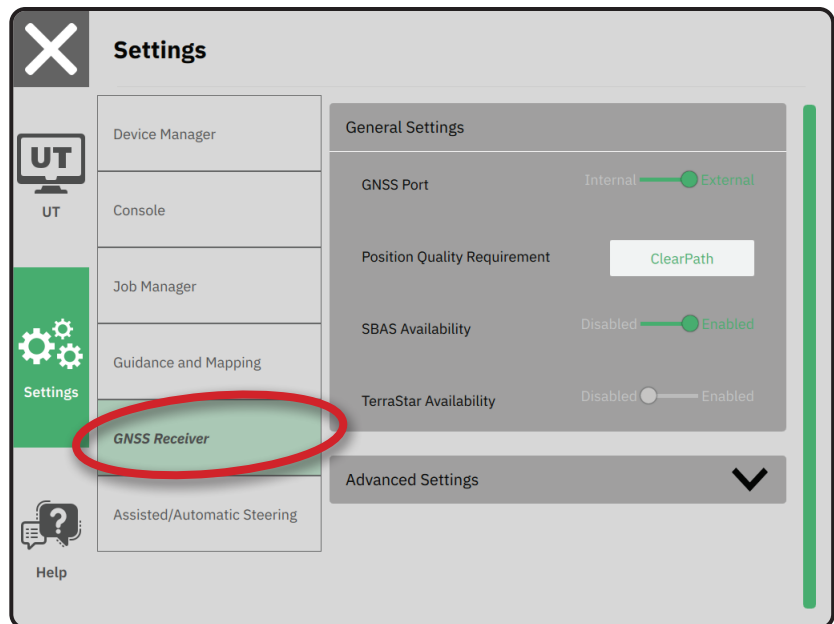 Settings
UT
UT
Settings
Help
Device Manager
Console
Job Manager
Guidance and Mapping
GNSS Receiver
Assisted/Automatic Steering
General Settings
GNSS Port Internal External
Position Quality Requirement ClearPath
SBAS Availability Disabled Enabled
TerraStar Availability Disabled Enabled
Advanced Settings
?